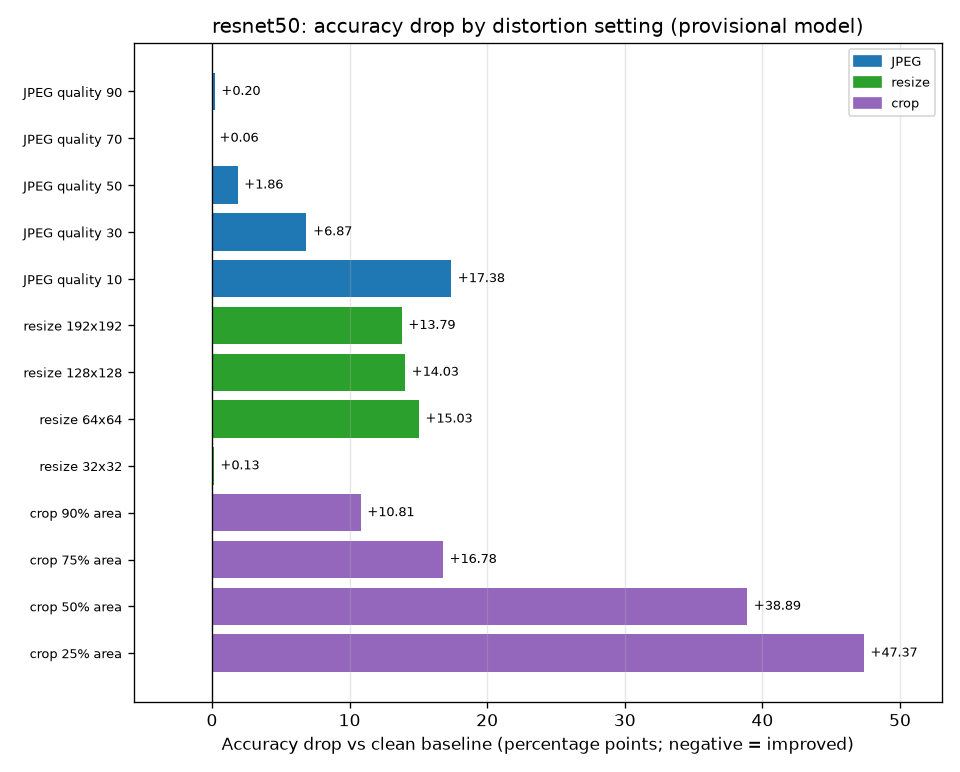 resnet50: accuracy drop by distortion setting (provisional model)
JPEG
resize
crop
JPEG quality 90 +0.20
JPEG quality 70 +0.06
JPEG quality 50 +1.86
JPEG quality 30 +6.87
JPEG quality 10 +17.38
resize 192x192 +13.79
resize 128x128 +14.03
resize 64x64 +15.03
resize 32x32 +0.13
crop 90% area +10.81
crop 75% area +16.78
crop 50% area +38.89
crop 25% area +47.37
0 10 20 30 40 50
Accuracy drop vs clean baseline (percentage points; negative = improved)